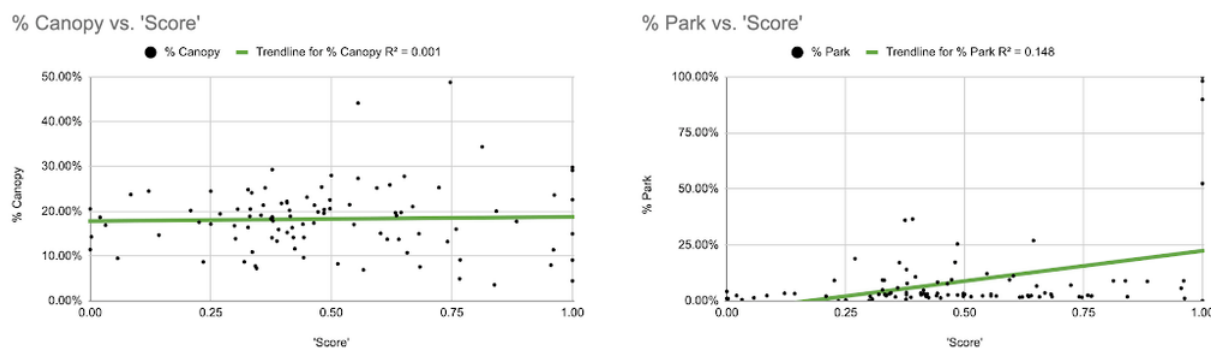 % Canopy vs. 'Score'
% Canopy Trendline for % Canopy R² = 0.001
50.00%
40.00%
30.00%
20.00%
10.00%
0.00%
% Canopy
0.00 0.25 0.50 0.75 1.00
'Score'
% Park vs. 'Score'
% Park Trendline for % Park R² = 0.148
100.00%
75.00%
50.00%
25.00%
0.00%
% Park
0.00 0.25 0.50 0.75 1.00
'Score'